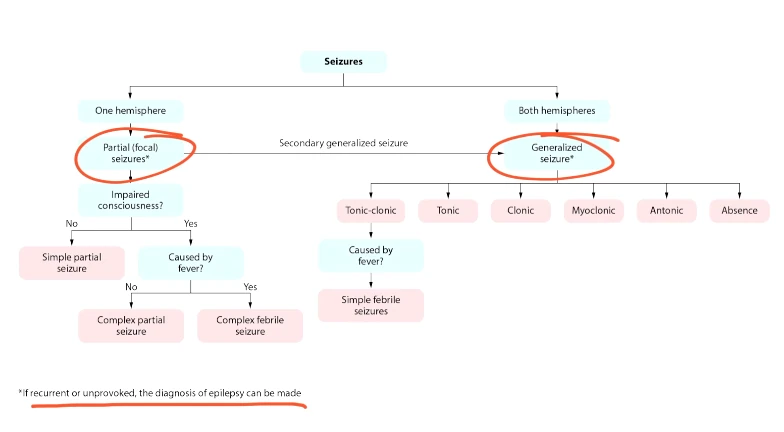 Seizures
One hemisphere
Both hemispheres
Partial (focal)
seizures*
Secondary generalized seizure
Generalized
seizure*
Impaired
consciousness?
No
Yes
Tonic-clonic
Tonic
Clonic
Myoclonic
Antonic
Absence
Simple partial
seizure
Caused by
fever?
Caused by
fever?
No
Yes
Simple febrile
seizures
Complex partial
seizure
Complex febrile
seizure
*If recurrent or unprovoked, the diagnosis of epilepsy can be made